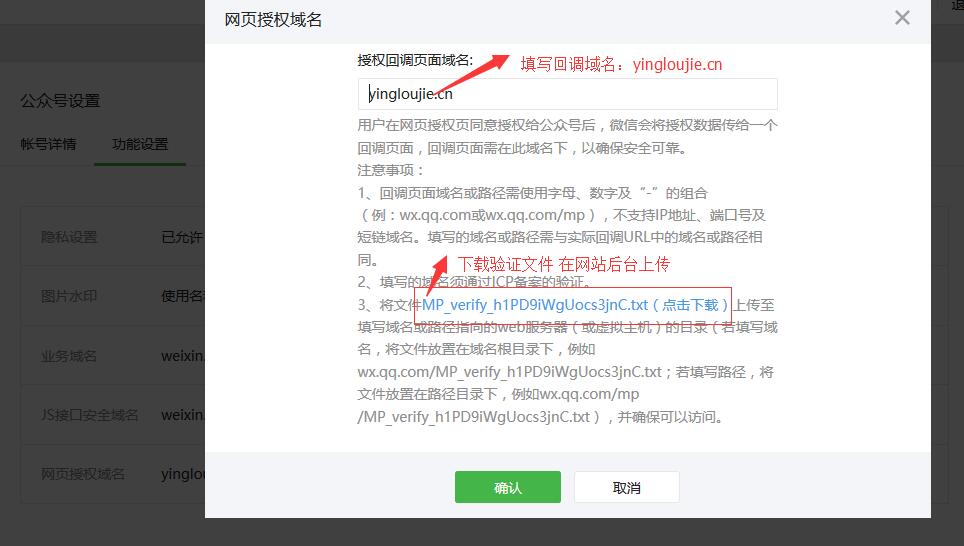 网页授权域名
退
授权回调页面域名:
填写回调域名：yingloujie.cn
yingloujie.cn
公众号设置
帐号详情
功能设置
用户在网页授权页同意授权给公众号后，微信会将授权数据传给一个
回调页面，回调页面需在此域名下，以确保安全可靠。
注意事项：
1、回调页面域名或路径需使用字母、数字及“-”的组合
（例：wx.qq.com或wx.qq.com/mp），不支持IP地址、端口号及
短链域名。填写的域名或路径需与实际回调URL中的域名或路径相
同。
下载验证文件 在网站后台上传
2、填写的域名须通过ICP备案的验证。
3、将文件MP_verify_h1PD9iWgUocs3jnC.txt（点击下载）上传至
填写域名或路径指向的web服务器（或虚拟主机）的目录（若填写域
名，将文件放置在域名根目录下，例如
wx.qq.com/MP_verify_h1PD9iWgUocs3jnC.txt；若填写路径，将
文件放置在路径目录下，例如wx.qq.com/mp
/MP_verify_h1PD9iWgUocs3jnC.txt），并确保可以访问。
隐私设置
已允许
图片水印
使用名
业务域名
weixin.
JS接口安全域名
weixin.
网页授权域名
yinglou
确认
取消